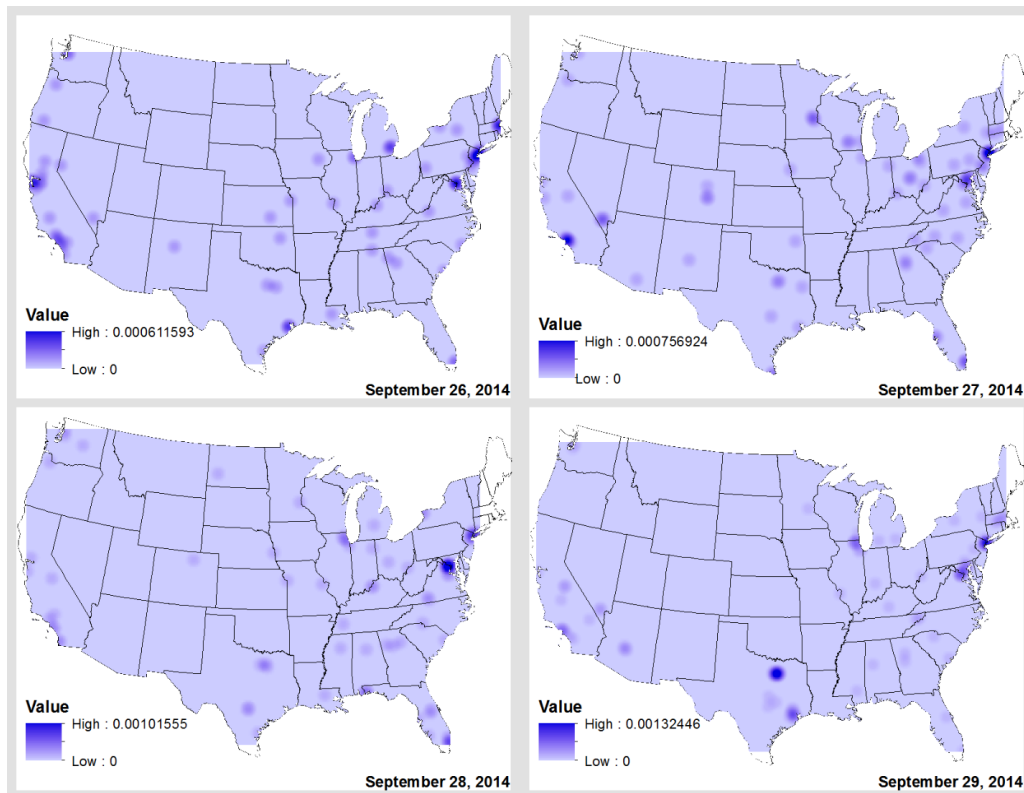 Value
High : 0.000611593
Low : 0
September 26, 2014
Value
High : 0.000756924
Low : 0
September 27, 2014
Value
High : 0.00101555
Low : 0
September 28, 2014
Value
High : 0.00132446
Low : 0
September 29, 2014